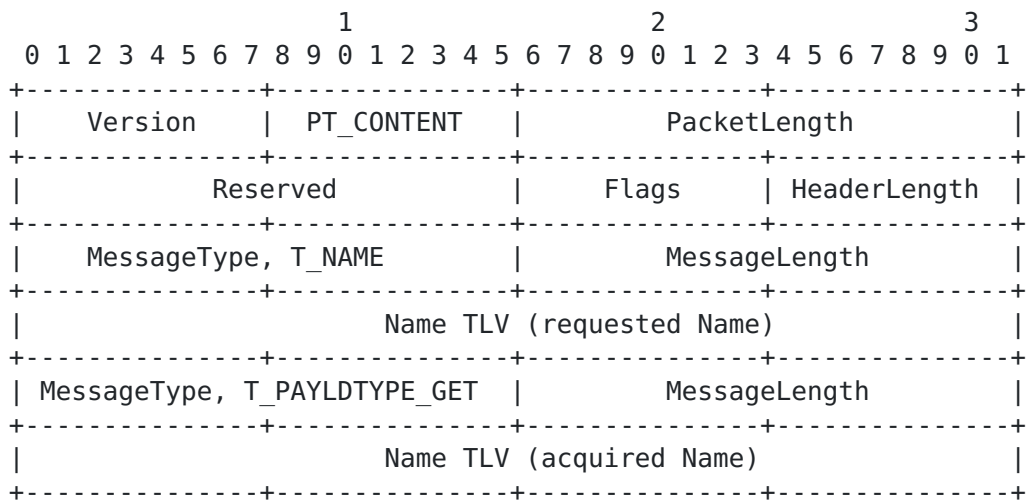 1                   2                   3
 0 1 2 3 4 5 6 7 8 9 0 1 2 3 4 5 6 7 8 9 0 1 2 3 4 5 6 7 8 9 0 1
+---------------+---------------+---------------+---------------+
|    Version    |  PT_CONTENT   |         PacketLength          |
+---------------+---------------+---------------+---------------+
|            Reserved           |     Flags     | HeaderLength  |
+---------------+---------------+---------------+---------------+
|    MessageType, T_NAME        |         MessageLength         |
+---------------+---------------+---------------+---------------+
|                       Name TLV (requested Name)               |
+---------------+---------------+---------------+---------------+
| MessageType, T_PAYLDTYPE_GET  |         MessageLength         |
+---------------+---------------+---------------+---------------+
|                       Name TLV (acquired Name)                |
+---------------+---------------+---------------+---------------+